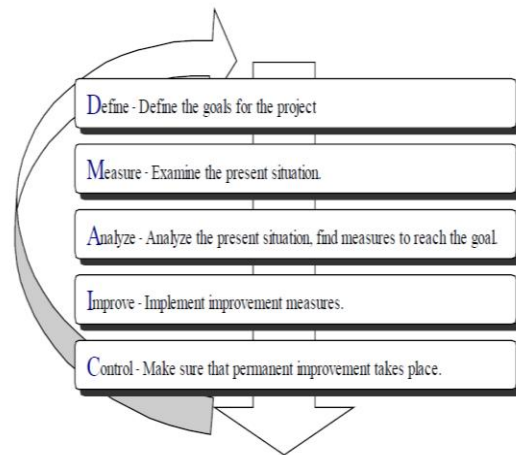 Define - Define the goals for the project
Measure - Examine the present situation.
Analyze - Analyze the present situation, find measures to reach the goal.
Improve - Implement improvement measures.
Control - Make sure that permanent improvement takes place.